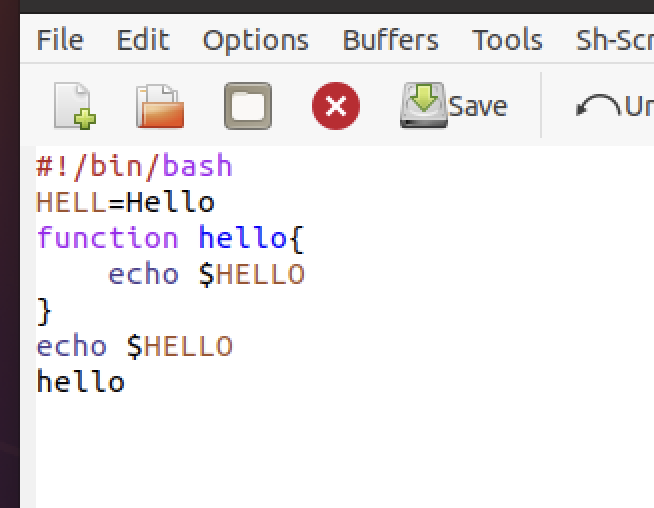 File Edit Options Buffers Tools Sh-Scr
Save Un
#!/bin/bash
HELL=Hello
function hello{
    echo $HELLO
}
echo $HELLO
hello